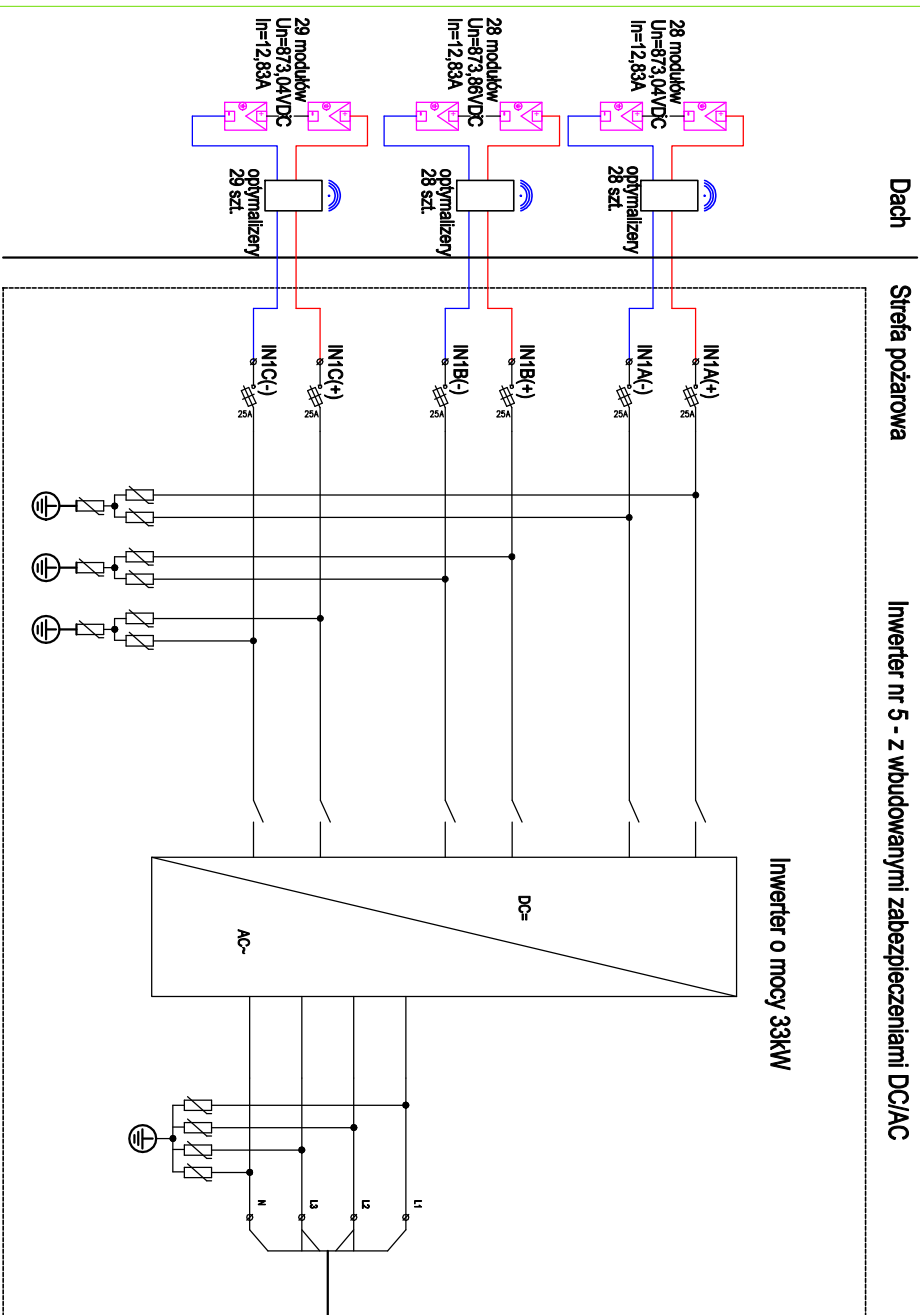 Dach
Strefa pożarowa
Inwerter nr 5 - z wbudowanymi zabezpieczeniami DC/AC
28 modułów
Un=873,04VDC
In=12,83A
optymalizery
28 szt.
IN1A(+)
25A
IN1A(-)
25A
28 modułów
Un=873,86VDC
In=12,83A
optymalizery
28 szt.
IN1B(+)
25A
IN1B(-)
25A
29 modułów
Un=873,04VDC
In=12,83A
optymalizery
29 szt.
IN1C(+)
25A
IN1C(-)
25A
Inwerter o mocy 33kW
DC=
AC~
L1
L2
L3
N